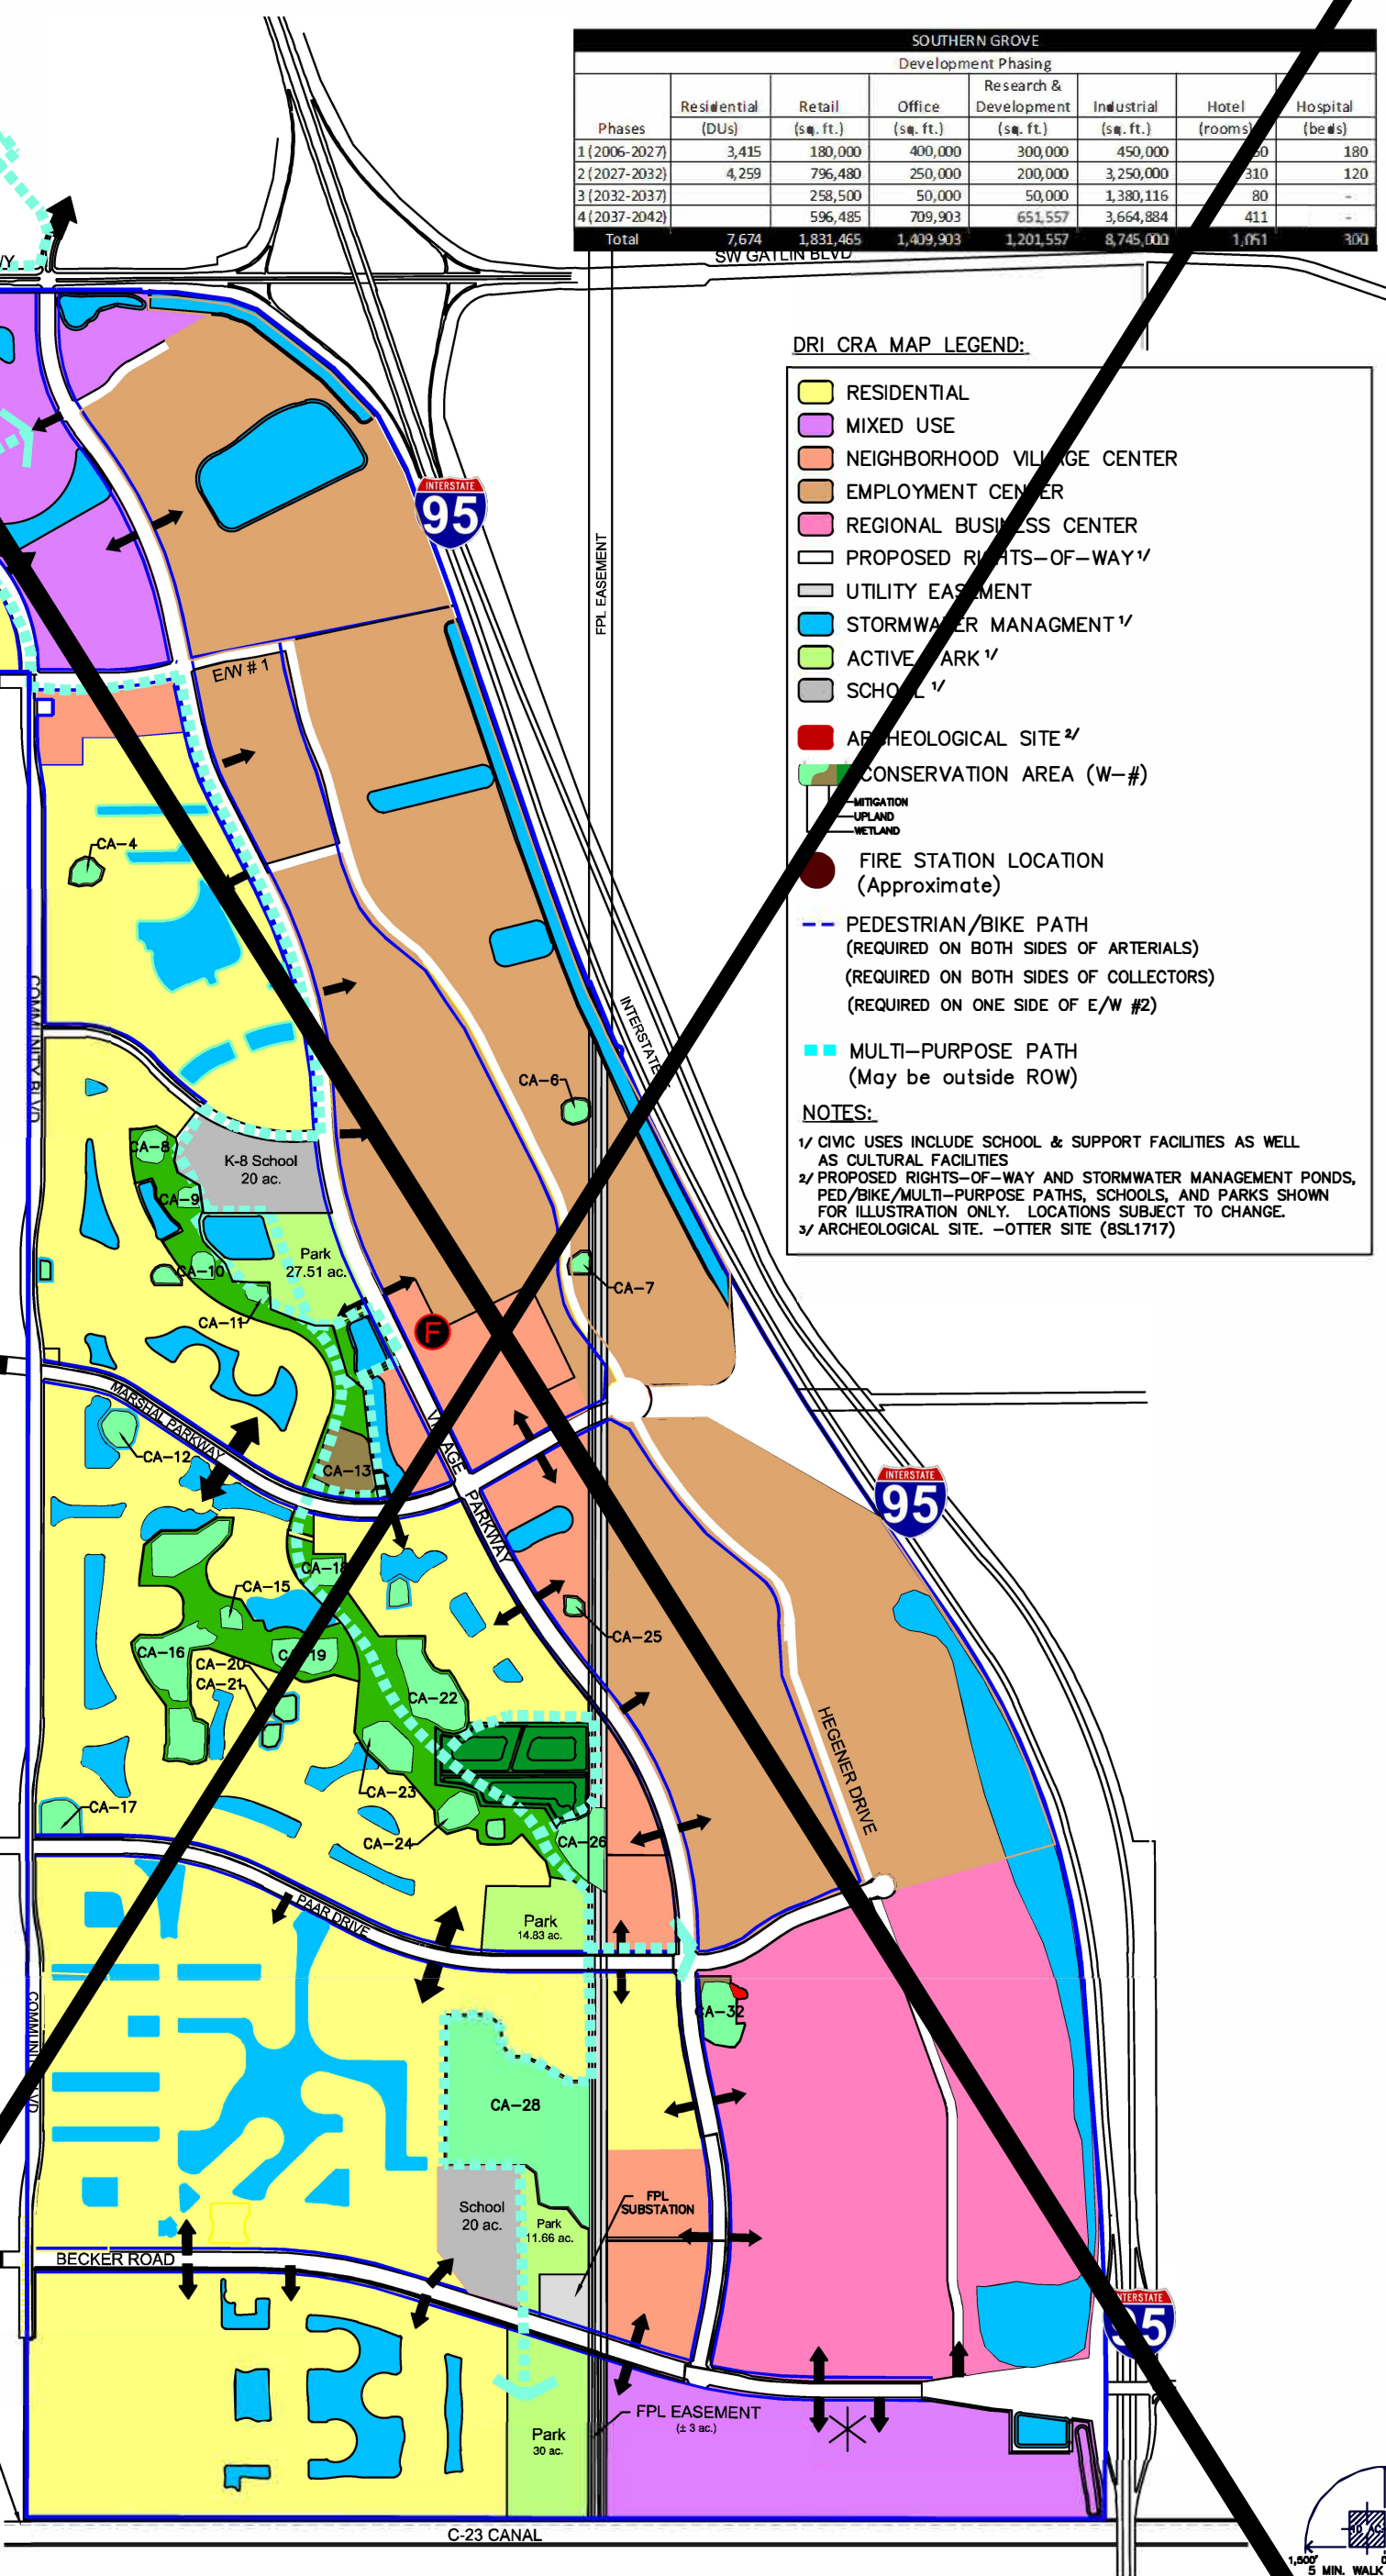 SOUTHERN GROVE
Development Phasing
Phases Residential (DUs) Retail (sq. ft.) Office (sq. ft.) Research & Development (sq. ft.) Industrial (sq. ft.) Hotel (rooms) Hospital (beds)
1 (2006-2027) 3,415 180,000 400,000 300,000 450,000 180
2 (2027-2032) 4,259 796,480 250,000 200,000 3,250,000 310 120
3 (2032-2037) 258,500 50,000 50,000 1,380,116 80 -
4 (2037-2042) 596,485 709,903 651,557 3,664,884 411 -
Total 7,674 1,831,465 1,409,903 1,201,557 8,745,000 1,051 300
SW GATLIN BLVD
DRI CRA MAP LEGEND:
RESIDENTIAL
MIXED USE
NEIGHBORHOOD VILLAGE CENTER
EMPLOYMENT CENTER
REGIONAL BUSINESS CENTER
PROPOSED RIGHTS-OF-WAY 1/
UTILITY EASEMENT
STORMWATER MANAGMENT 1/
ACTIVE PARK 1/
SCHOOL 1/
ARCHEOLOGICAL SITE 2/
CONSERVATION AREA (W-#)
MITIGATION
UPLAND
WETLAND
FIRE STATION LOCATION
(Approximate)
PEDESTRIAN/BIKE PATH
(REQUIRED ON BOTH SIDES OF ARTERIALS)
(REQUIRED ON BOTH SIDES OF COLLECTORS)
(REQUIRED ON ONE SIDE OF E/W #2)
MULTI-PURPOSE PATH
(May be outside ROW)
NOTES:
1/ CIVIC USES INCLUDE SCHOOL & SUPPORT FACILITIES AS WELL
AS CULTURAL FACILITIES
2/ PROPOSED RIGHTS-OF-WAY AND STORMWATER MANAGEMENT PONDS,
PED/BIKE/MULTI-PURPOSE PATHS, SCHOOLS, AND PARKS SHOWN
FOR ILLUSTRATION ONLY. LOCATIONS SUBJECT TO CHANGE.
3/ ARCHEOLOGICAL SITE. -OTTER SITE (8SL1717)
INTERSTATE
95
FPL EASEMENT
E/W # 1
CA-4
COMMUNITY BLVD
INTERSTATE
CA-6
CA-8
K-8 School
20 ac.
CA-9
Park
27.51 ac.
CA-10
CA-7
CA-11
F
MARSHAL PARKWAY
VILLAGE PARKWAY
CA-12
CA-13
INTERSTATE
95
CA-18
CA-15
CA-25
CA-16
CA-19
CA-20
CA-21
CA-22
HEGENER DRIVE
CA-23
CA-17
CA-24
CA-26
PAAR DRIVE
Park
14.83 ac.
CA-32
COMMUNITY BLVD
CA-28
School
20 ac.
FPL
SUBSTATION
Park
11.66 ac.
BECKER ROAD
INTERSTATE
95
FPL EASEMENT
(± 3 ac.)
Park
30 ac.
C-23 CANAL
1,500'
5 MIN. WALK